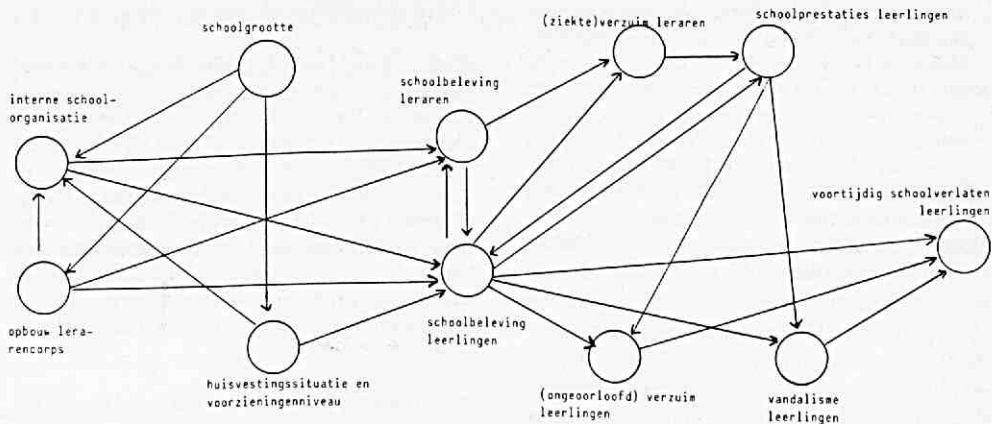 schoolgrootte
(ziekte)verzuim leraren
schoolprestaties leerlingen
schoolbeleving
leraren
interne school-
organisatie
voortijdig schoolverlaten
leerlingen
opbouw lera-
rencorps
schoolbeleving
leerlingen
huisvestingssituatie en
voorzieningenniveau
(ongeoorloofd) verzuim
leerlingen
vandalisme
leerlingen